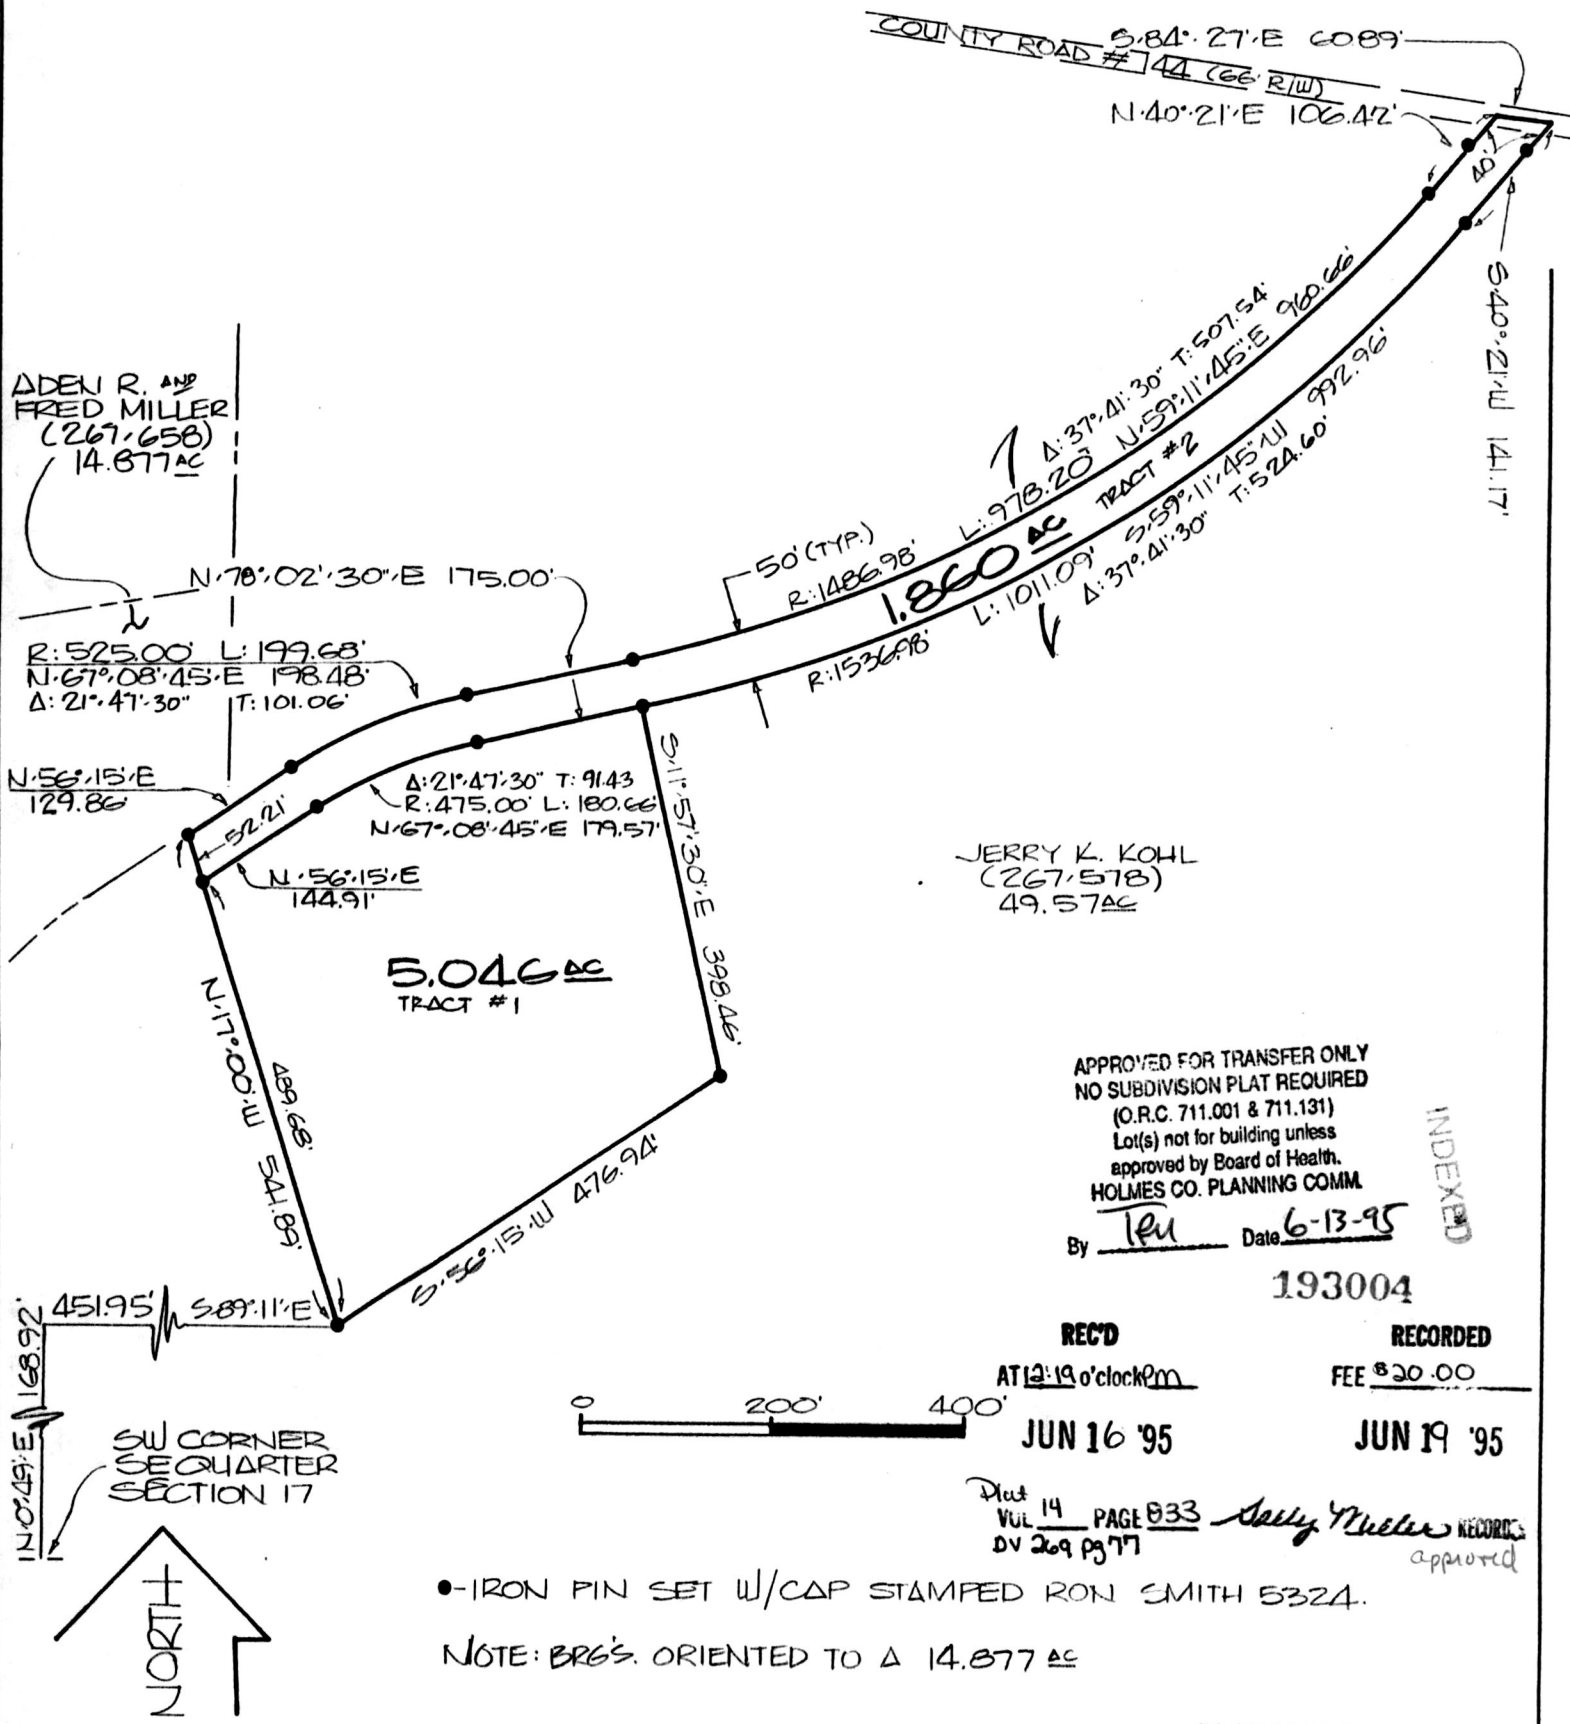 COUNTY ROAD # 144 (66' R/W)
S·84°·27'·E 60.89'
N·40°·21'·E 106.42'
40'
S·40°·21'·W 141.17'
ADEN R. AND
FRED MILLER
(267,658)
14.877 AC
N·78°·02'·30"·E 175.00'
50' (TYP.)
Δ: 37°·41'·30" T: 507.54'
L: 978.20' N·59°·11'·45"·E 960.66'
R: 1486.98'
1.860 AC TRACT #2
S·59°·11'·45"·W 992.96'
L: 1011.09' Δ: 37°·41'·30" T: 524.60'
R: 1536.98'
R: 525.00' L: 199.68'
N·67°·08'·45"·E 198.48'
Δ: 21°·47'·30" T: 101.06'
N·56°·15'·E
129.86'
52.21'
Δ: 21°·47'·30" T: 91.43
R: 475.00' L: 180.66'
N·67°·08'·45"·E 179.57'
N·56°·15'·E
144.91'
S·11°·57'·30"·E 398.46'
JERRY K. KOHL
(267,578)
49.57 AC
5.046 AC
TRACT #1
N·17°·00'·W 541.89'
489.68'
S·56°·15'·W 476.94'
APPROVED FOR TRANSFER ONLY
NO SUBDIVISION PLAT REQUIRED
(O.R.C. 711.001 & 711.131)
Lot(s) not for building unless
approved by Board of Health.
HOLMES CO. PLANNING COMM.
By Date 6-13-95
INDEXED
193004
451.95' S·89°·11'·E
168.92'
N·0°·49'·E
SW CORNER
SE QUARTER
SECTION 17
0 200' 400'
REC'D
AT 12:19 o'clock Pm
JUN 16 '95
RECORDED
FEE $20.00
JUN 19 '95
Plat
VOL 14 PAGE 833 Sally Miller RECORDER
DV 269 Pg 77
approved
NORTH
●-IRON PIN SET W/CAP STAMPED RON SMITH 5324.
NOTE: BRG'S. ORIENTED TO A 14.877 AC